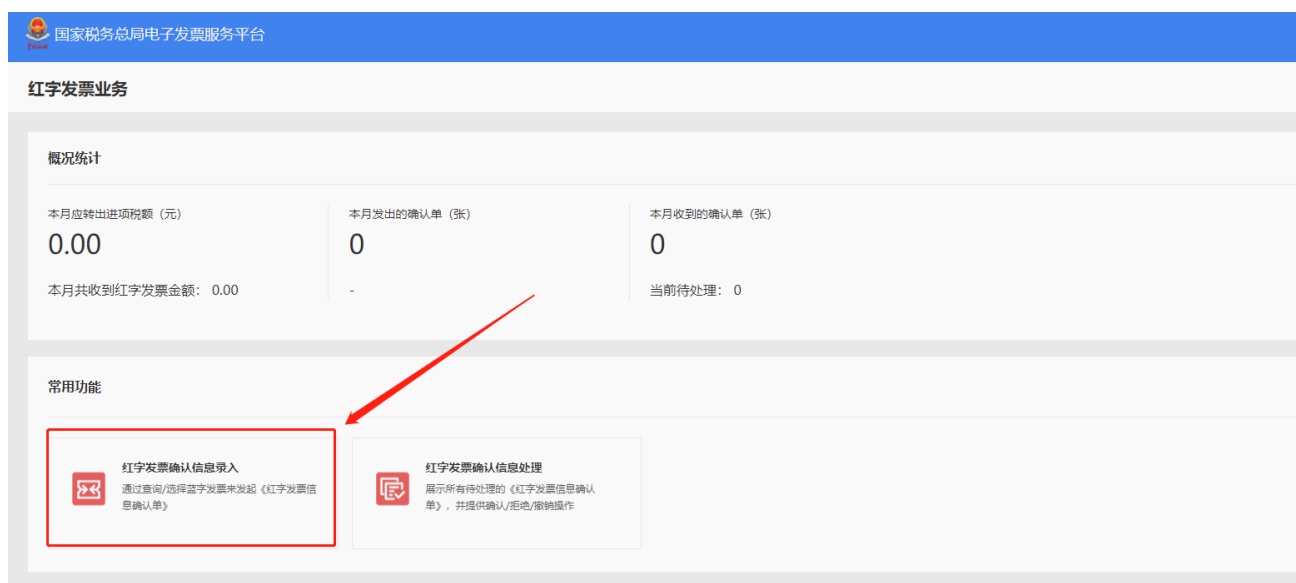 国家税务总局电子发票服务平台
红字发票业务
概况统计
本月应转出进项税额（元）
本月发出的确认单（张）
本月收到的确认单（张）
0.00
0
0
本月共收到红字发票金额： 0.00
-
当前待处理： 0
常用功能
红字发票确认信息录入
通过查询/选择蓝字发票来发起《红字发票信
息确认单》
红字发票确认信息处理
展示所有待处理的《红字发票信息确认
单》，并提供确认/拒绝/撤销操作